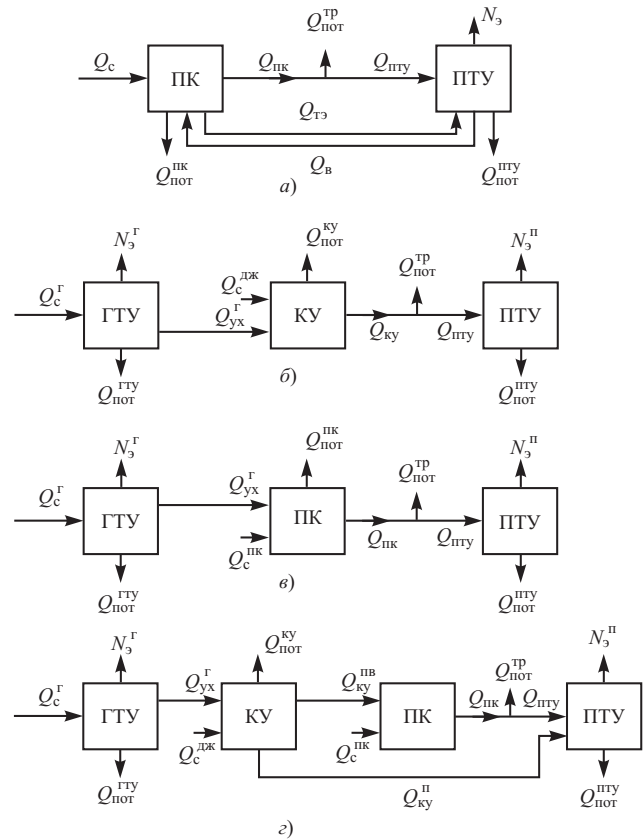 Q_пот^тр N_э
Q_с ПК Q_пк Q_пту ПТУ
Q_тэ
Q_пот^пк Q_в Q_пот^пту
а)
N_э^г Q_пот^ку Q_пот^тр N_э^п
Q_с^г ГТУ Q_с^дж Q_ух^г КУ Q_ку Q_пту ПТУ
Q_пот^гту Q_пот^пту
б)
N_э^г Q_пот^пк Q_пот^тр N_э^п
Q_с^г ГТУ Q_ух^г Q_с^пк ПК Q_пк Q_пту ПТУ
Q_пот^гту Q_пот^пту
в)
N_э^г Q_пот^ку Q_пот^тр N_э^п
Q_с^г ГТУ Q_ух^г Q_с^дж КУ Q_ку^пв Q_с^пк ПК Q_пк Q_пту ПТУ
Q_пот^гту Q_ку^п Q_пот^пту
г)